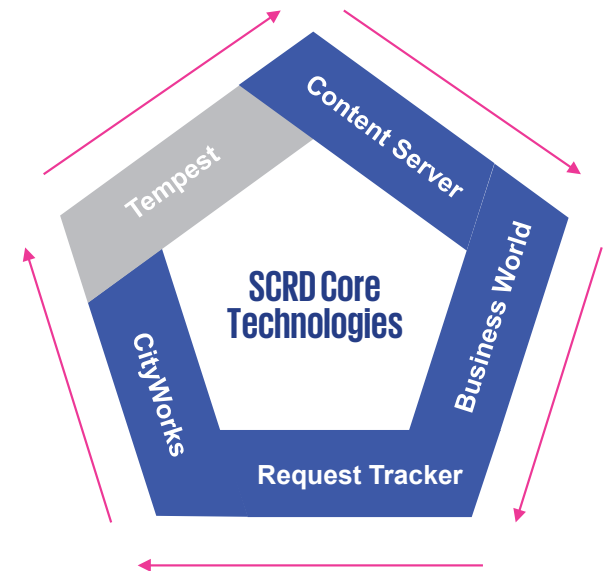 Content Server
Tempest
SCRD Core
Technologies
Business World
CityWorks
Request Tracker